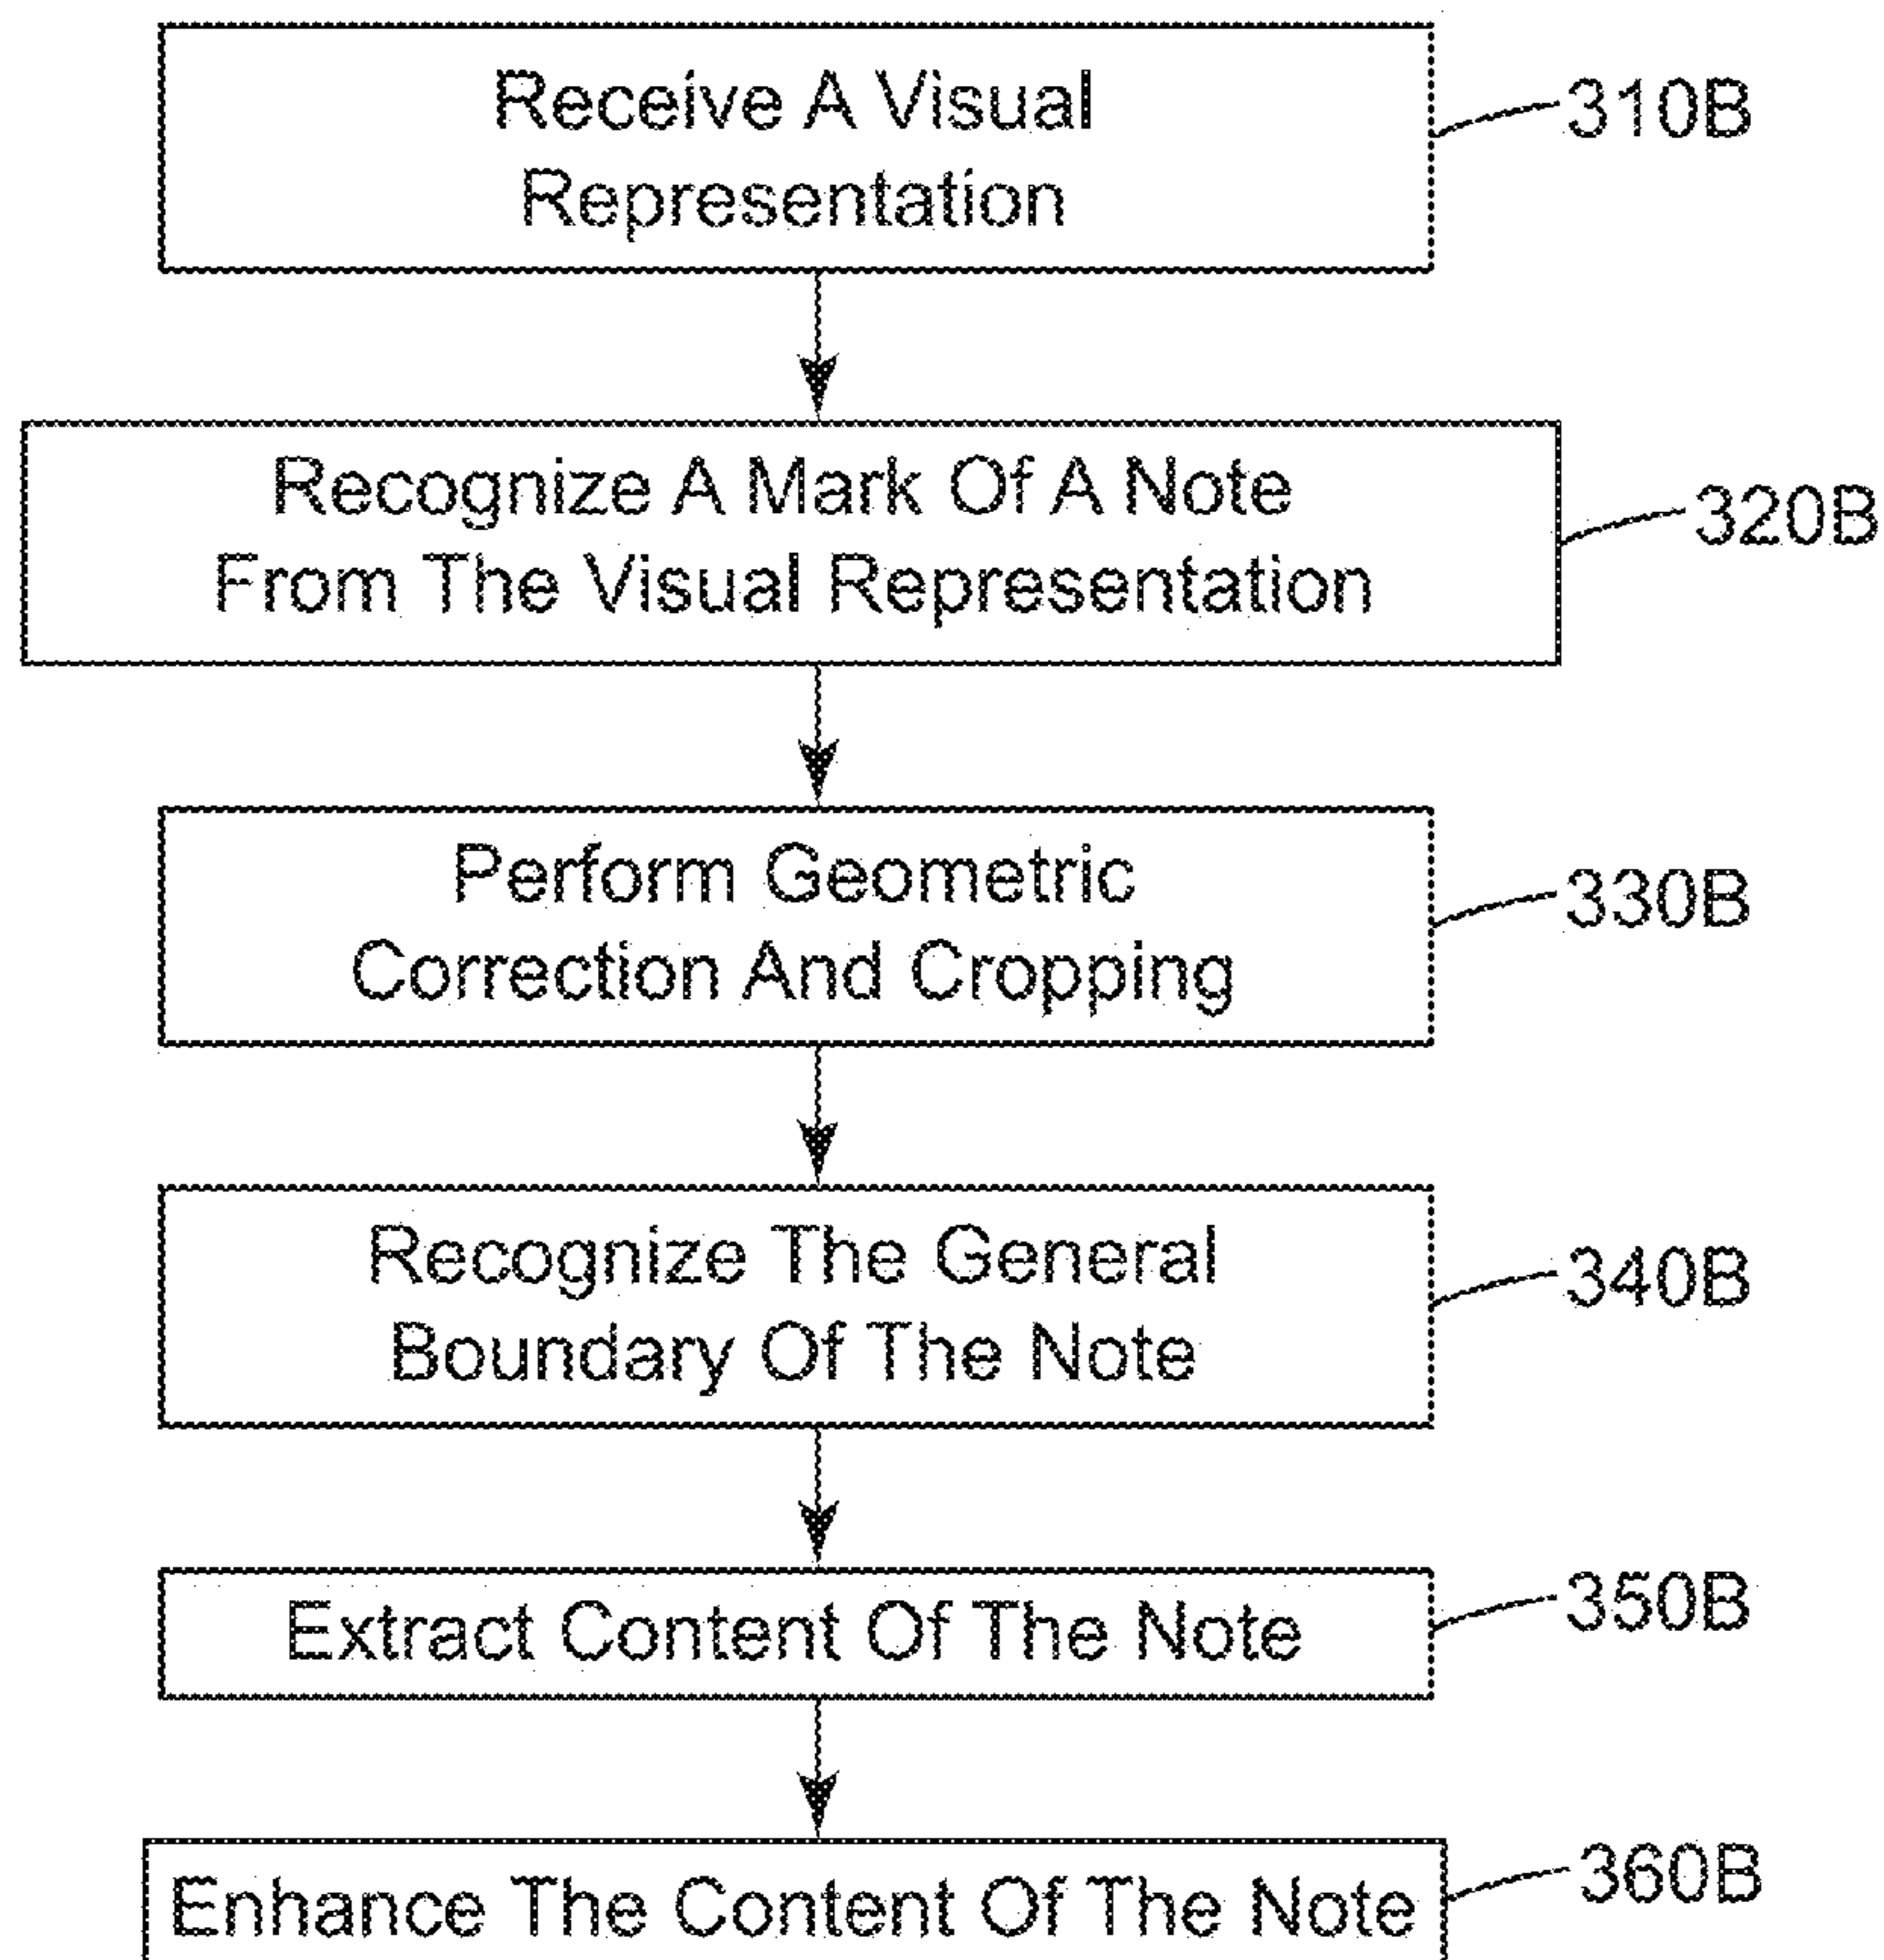 Receive A Visual
Representation
310B
Recognize A Mark Of A Note
From The Visual Representation
320B
Perform Geometric
Correction And Cropping
330B
Recognize The General
Boundary Of The Note
340B
Extract Content Of The Note
350B
Enhance The Content Of The Note
360B